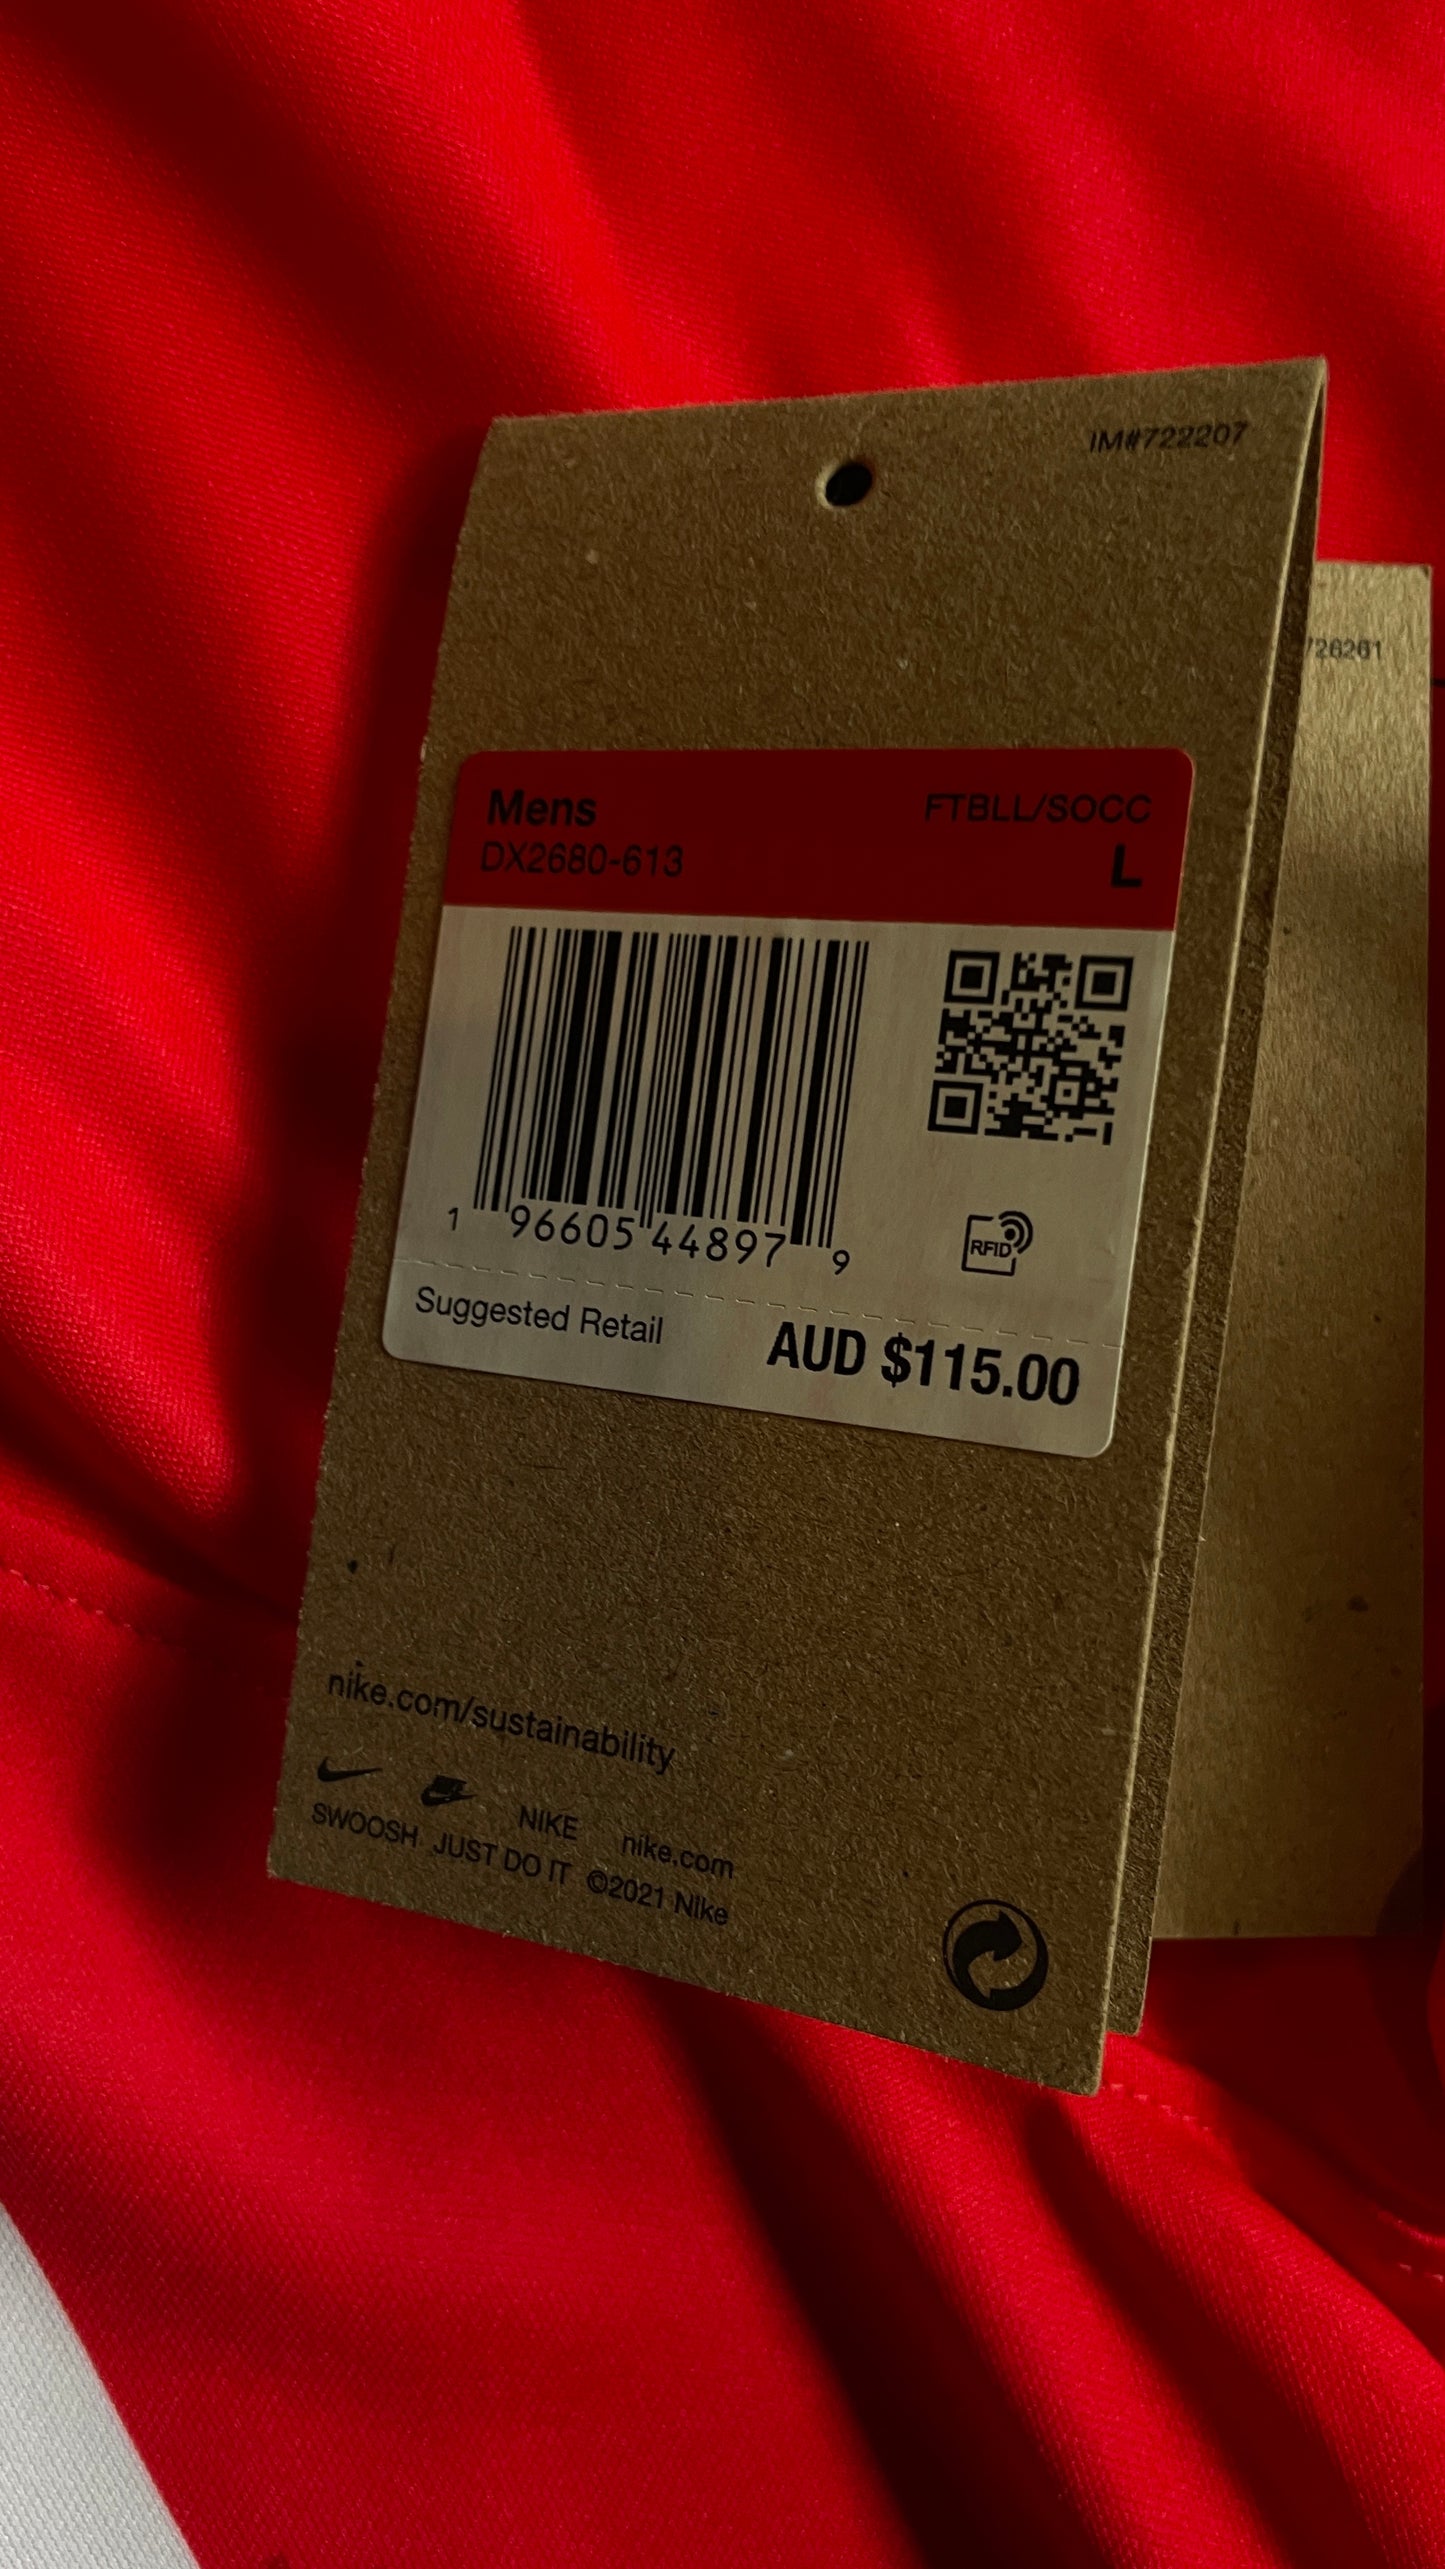 IM#722207
726261
Mens
FTBLL/SOCC
DX2680-613
L
1 96605 44897 9
RFID
Suggested Retail
AUD $115.00
nike.com/sustainability
NIKE nike.com
SWOOSH JUST DO IT ©2021 Nike